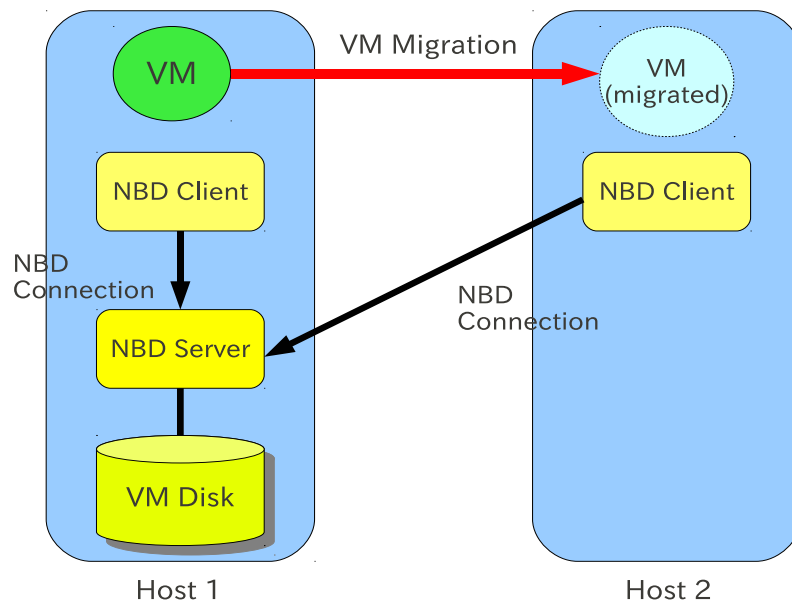 VM Migration
VM
VM
(migrated)
NBD Client
NBD Client
NBD
Connection
NBD
Connection
NBD Server
VM Disk
Host 1
Host 2